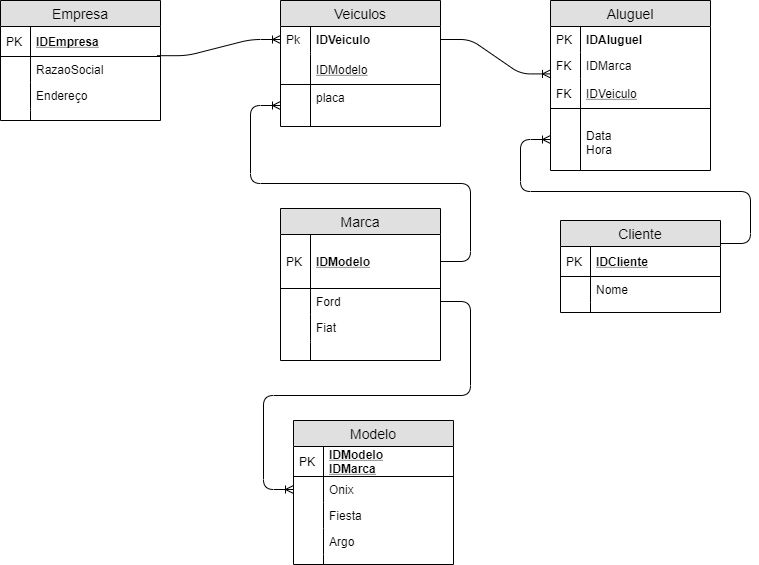 Empresa
PK IDEmpresa
RazaoSocial
Endereço
Veiculos
Pk IDVeiculo
IDModelo
placa
Aluguel
PK IDAluguel
FK IDMarca
FK IDVeiculo
Data
Hora
Marca
PK IDModelo
Ford
Fiat
Cliente
PK IDCliente
Nome
Modelo
PK IDModelo
IDMarca
Onix
Fiesta
Argo